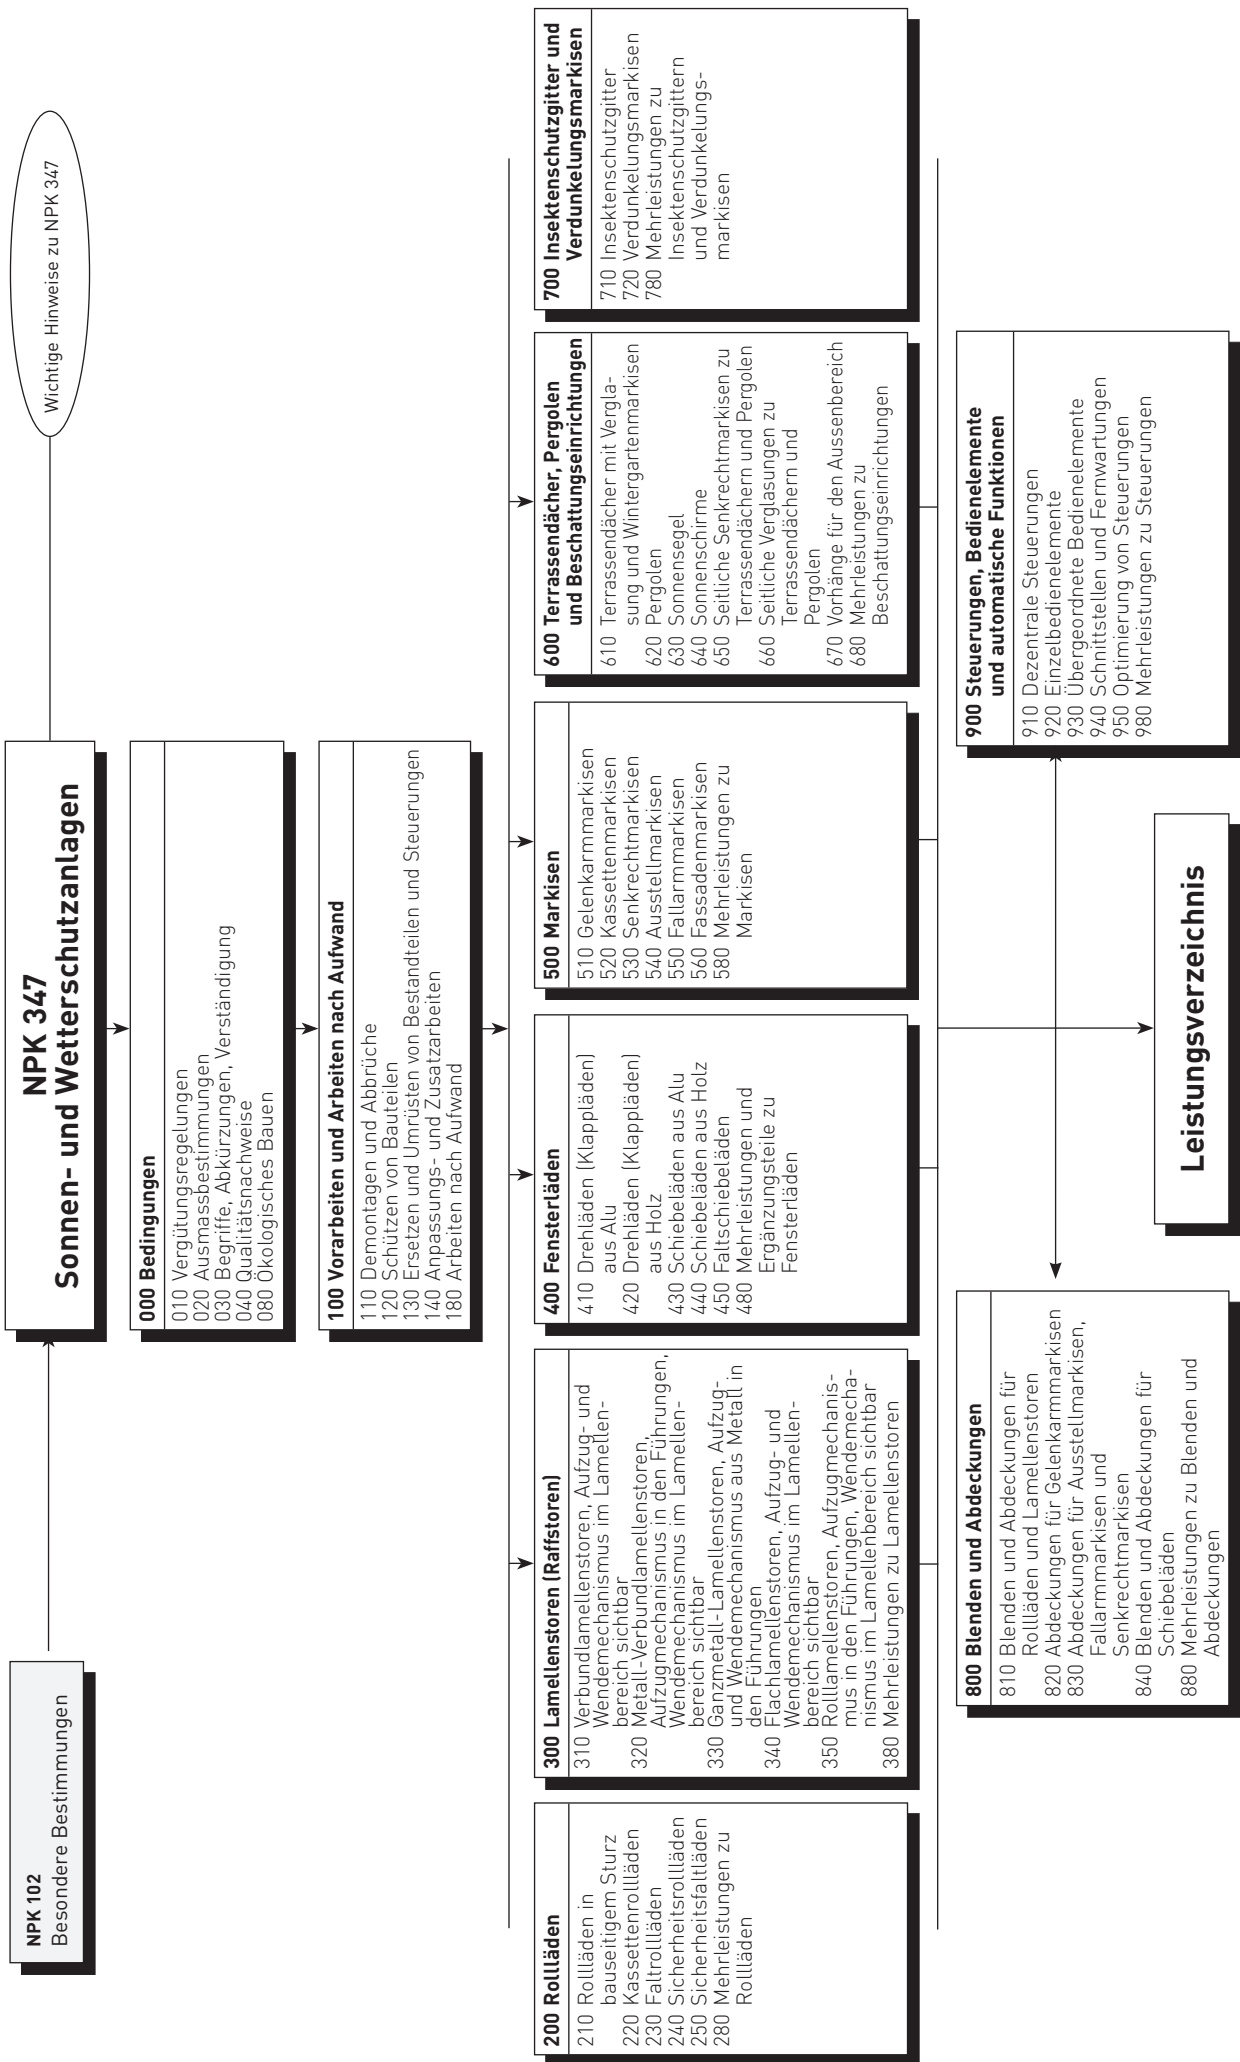 NPK 102
Besondere Bestimmungen
NPK 347
Sonnen- und Wetterschutzanlagen
Wichtige Hinweise zu NPK 347
000 Bedingungen
010 Vergütungsregelungen
020 Ausmassbestimmungen
030 Begriffe, Abkürzungen, Verständigung
040 Qualitätsnachweise
080 Ökologisches Bauen
100 Vorarbeiten und Arbeiten nach Aufwand
110 Demontagen und Abbrüche
120 Schützen von Bauteilen
130 Ersetzen und Umrüsten von Bestandteilen und Steuerungen
140 Anpassungs- und Zusatzarbeiten
180 Arbeiten nach Aufwand
200 Rollläden
210 Rollläden in
bauseitigem Sturz
220 Kassettenrollläden
230 Faltrollläden
240 Sicherheitsrollläden
250 Sicherheitsfaltläden
280 Mehrleistungen zu
Rollläden
300 Lamellenstoren (Raffstoren)
310 Verbundlamellenstoren, Aufzug- und
Wendemechanismus im Lamellen-
bereich sichtbar
320 Metall-Verbundlamellenstoren,
Aufzugmechanismus in den Führungen,
Wendemechanismus im Lamellen-
bereich sichtbar
330 Ganzmetall-Lamellenstoren, Aufzug-
und Wendemechanismus aus Metall in
den Führungen
340 Flachlamellenstoren, Aufzug- und
Wendemechanismus im Lamellen-
bereich sichtbar
350 Rolllamellenstoren, Aufzugmechanis-
mus in den Führungen, Wendemecha-
nismus im Lamellenbereich sichtbar
380 Mehrleistungen zu Lamellenstoren
400 Fensterläden
410 Drehläden (Klappläden)
aus Alu
420 Drehläden (Klappläden)
aus Holz
430 Schiebeläden aus Alu
440 Schiebeläden aus Holz
450 Faltschiebeläden
480 Mehrleistungen und
Ergänzungsteile zu
Fensterläden
500 Markisen
510 Gelenkarmmarkisen
520 Kassettenmarkisen
530 Senkrechtmarkisen
540 Ausstellmarkisen
550 Fallarmmarkisen
560 Fassadenmarkisen
580 Mehrleistungen zu
Markisen
600 Terrassendächer, Pergolen
und Beschattungseinrichtungen
610 Terrassendächer mit Vergla-
sung und Wintergartenmarkisen
620 Pergolen
630 Sonnensegel
640 Sonnenschirme
650 Seitliche Senkrechtmarkisen zu
Terrassendächern und Pergolen
660 Seitliche Verglasungen zu
Terrassendächern und
Pergolen
670 Vorhänge für den Aussenbereich
680 Mehrleistungen zu
Beschattungseinrichtungen
700 Insektenschutzgitter und
Verdunkelungsmarkisen
710 Insektenschutzgitter
720 Verdunkelungsmarkisen
780 Mehrleistungen zu
Insektenschutzgittern
und Verdunkelungs-
markisen
800 Blenden und Abdeckungen
810 Blenden und Abdeckungen für
Rollläden und Lamellenstoren
820 Abdeckungen für Gelenkarmmarkisen
830 Abdeckungen für Ausstellmarkisen,
Fallarmmarkisen und
Senkrechtmarkisen
840 Blenden und Abdeckungen für
Schiebeläden
880 Mehrleistungen zu Blenden und
Abdeckungen
900 Steuerungen, Bedienelemente
und automatische Funktionen
910 Dezentrale Steuerungen
920 Einzelbedienelemente
930 Übergeordnete Bedienelemente
940 Schnittstellen und Fernwartungen
950 Optimierung von Steuerungen
980 Mehrleistungen zu Steuerungen
Leistungsverzeichnis